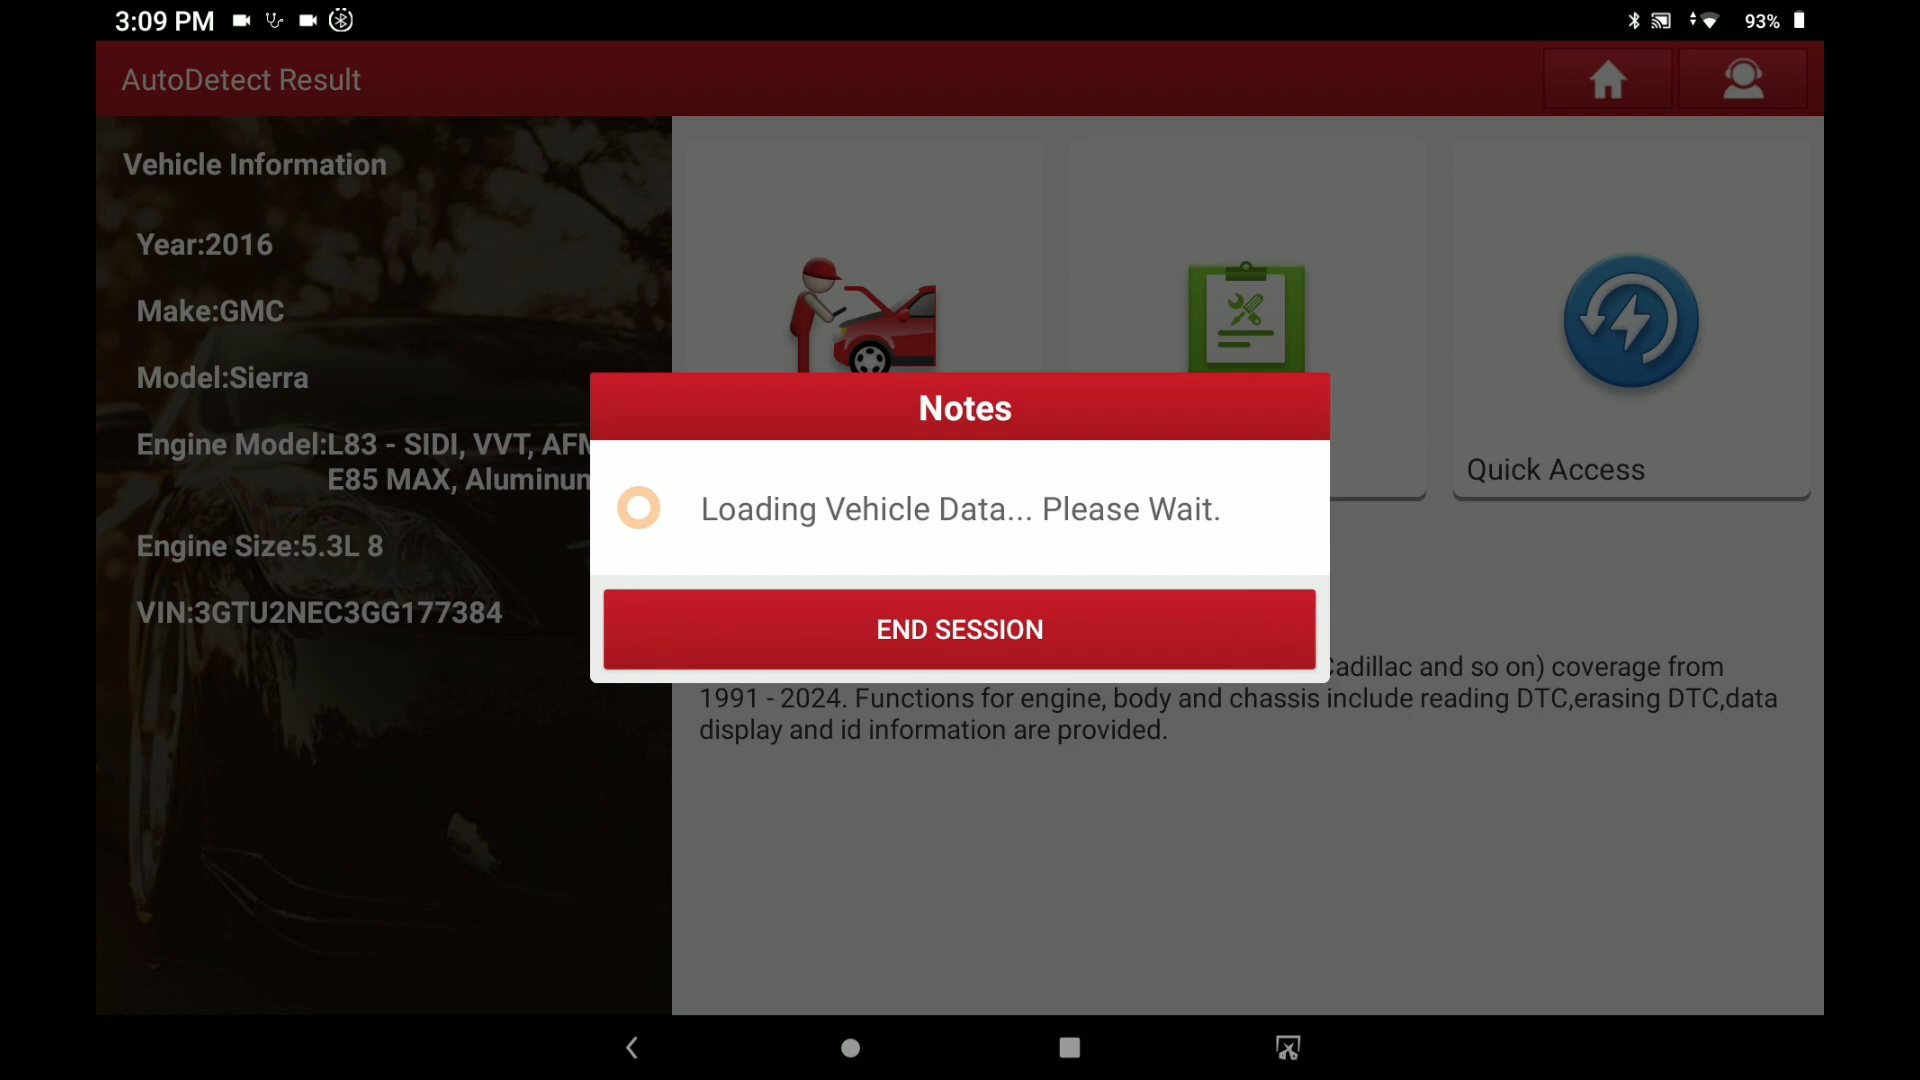 3:09 PM
93%
AutoDetect Result
Vehicle Information
Year:2016
Make:GMC
Model:Sierra
Engine Model:L83 - SIDI, VVT,
E85 MAX,
Engine Size:5.3L 8
VIN:3GTU2NEC3GG177384
Notes
Loading Vehicle Data... Please Wait.
END SESSION
Quick Access
and so on) coverage from
1991 - 2024. Functions for engine, body and chassis include reading DTC,erasing DTC,data
display and id information are provided.